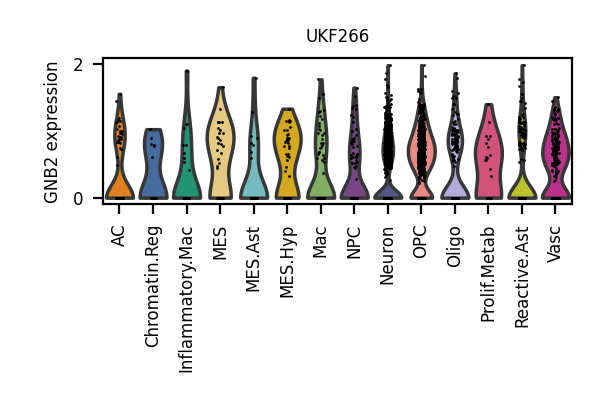 UKF266
GNB2 expression
2
0
AC
Chromatin.Reg
Inflammatory.Mac
MES
MES.Ast
MES.Hyp
Mac
NPC
Neuron
OPC
Oligo
Prolif.Metab
Reactive.Ast
Vasc